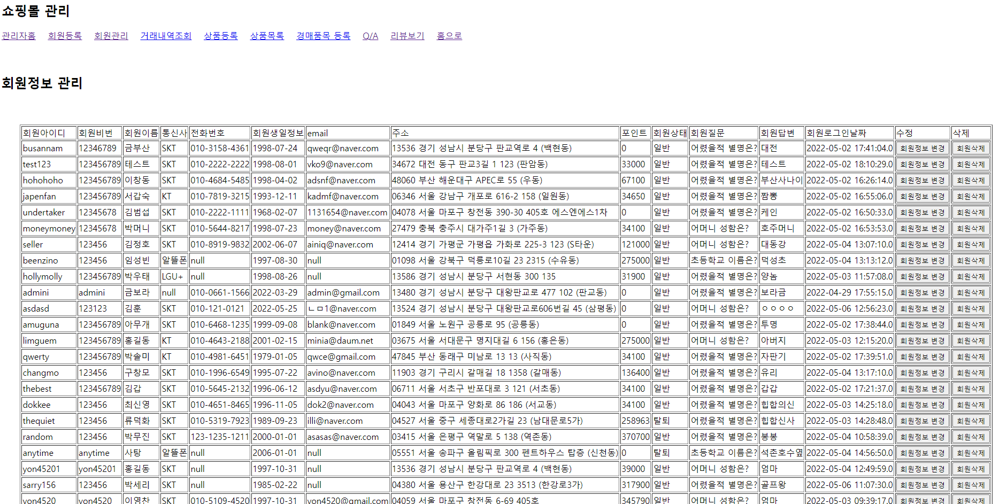 쇼핑몰 관리
관리자홈 회원등록 회원관리 거래내역조회 상품등록 상품목록 경매품목 등록 Q/A 리뷰보기 홈으로
회원정보 관리
회원아이디 회원비번 회원이름 통신사 전화번호 회원생일정보 email 주소 포인트 회원상태 회원질문 회원답변 회원로그인날짜 수정 삭제
busannam 12346789 금부산 SKT 010-3158-4361 1998-07-24 qweqr@naver.com 13536 경기 성남시 분당구 판교역로 4 (백현동) 0 일반 어렸을적 별명은? 대전 2022-05-02 17:41:04.0 회원정보 변경 회원삭제
test123 123456789 테스트 SKT 010-2222-2222 1998-08-01 vko9@naver.com 34672 대전 동구 판교3길 1 123 (판암동) 33000 일반 어렸을적 별명은? 테스트 2022-05-02 18:10:29.0 회원정보 변경 회원삭제
hohohoho 123456789 이창동 SKT 010-4684-5485 1998-04-02 adsnf@naver.com 48060 부산 해운대구 APEC로 55 (우동) 67100 일반 어렸을적 별명은? 부산사나이 2022-05-02 16:26:14.0 회원정보 변경 회원삭제
japenfan 123456789 서갑숙 KT 010-7819-3215 1993-12-11 kadmf@naver.com 06346 서울 강남구 개포로 616-2 158 (일원동) 34650 일반 어렸을적 별명은? 짬뽕 2022-05-02 16:55:06.0 회원정보 변경 회원삭제
undertaker 12345678 김범섭 SKT 010-2222-1111 1968-02-07 1131654@naver.com 04078 서울 마포구 창전동 390-30 405호 에스엔에스1차 0 일반 어렸을적 별명은? 케인 2022-05-02 16:50:33.0 회원정보 변경 회원삭제
moneymoney 12345678 박머니 SKT 010-5644-8217 1998-07-23 money@naver.com 27479 충북 충주시 대가주1길 3 (가주동) 34100 일반 어머니 성함은? 호주머니 2022-05-02 16:53:53.0 회원정보 변경 회원삭제
seller 123456 김정호 SKT 010-8919-9832 2002-06-07 ainiq@naver.com 12414 경기 가평군 가평읍 가화로 225-3 123 (S타운) 121000 일반 어머니 성함은? 대동강 2022-05-04 13:07:10.0 회원정보 변경 회원삭제
beenzino 123456 임성빈 알뜰폰 null 1997-08-30 null 01098 서울 강북구 덕릉로10길 23 2315 (수유동) 275000 일반 초등학교 이름은? 덕성초 2022-05-04 13:13:12.0 회원정보 변경 회원삭제
hollymolly 123456789 박우태 LGU+ null 1998-08-26 null 13586 경기 성남시 분당구 서현동 300 135 31900 일반 어렸을적 별명은? 양놈 2022-05-03 11:57:08.0 회원정보 변경 회원삭제
admini admini 금보라 null 010-0661-1566 2022-03-29 admin@gmail.com 13480 경기 성남시 분당구 대왕판교로 477 102 (판교동) 0 일반 어렸을적 별명은? 보라금 2022-04-29 17:55:15.0 회원정보 변경 회원삭제
asdasd 123123 김훈 SKT 010-121-0121 2022-05-25 ㄴㅁ1@naver.com 13524 경기 성남시 분당구 대왕판교로606번길 45 (삼평동) 0 일반 어머니 성함은? ㅇㅇㅇㅇ 2022-05-06 12:56:23.0 회원정보 변경 회원삭제
amuguna 123456789 아무개 SKT 010-6468-1235 1999-09-08 blank@naver.com 01849 서울 노원구 공릉로 95 (공릉동) 0 일반 어렸을적 별명은? 투명 2022-05-02 17:38:44.0 회원정보 변경 회원삭제
limguem 123456789 홍길동 KT 010-4643-2188 2001-02-15 minia@daum.net 03675 서울 서대문구 명지대길 6 156 (홍은동) 275000 일반 어머니 성함은? 아버지 2022-05-03 12:15:20.0 회원정보 변경 회원삭제
qwerty 123456789 박솔미 KT 010-4981-6451 1979-01-05 qwce@gmail.com 47845 부산 동래구 미남로 13 13 (사직동) 34100 일반 어렸을적 별명은? 자판기 2022-05-02 17:39:51.0 회원정보 변경 회원삭제
changmo 123456 구창모 SKT 010-1996-6549 1995-07-22 avino@naver.com 11903 경기 구리시 갈매길 18 1358 (갈매동) 136400 일반 어렸을적 별명은? 유리 2022-05-04 13:17:10.0 회원정보 변경 회원삭제
thebest 123456789 김갑 SKT 010-5645-2132 1996-06-12 asdyu@naver.com 06711 서울 서초구 반포대로 3 121 (서초동) 34100 일반 어렸을적 별명은? 갑갑 2022-05-02 17:21:37.0 회원정보 변경 회원삭제
dokkee 123456 최신영 SKT 010-4651-8465 1996-11-05 dok2@naver.com 04043 서울 마포구 양화로 86 186 (서교동) 34100 일반 어렸을적 별명은? 힙합의신 2022-05-03 14:25:18.0 회원정보 변경 회원삭제
thequiet 123456 류덕화 SKT 010-5319-7923 1989-09-23 illi@naver.com 04527 서울 중구 세종대로2가길 23 (남대문로5가) 258963 탈퇴 어렸을적 별명은? 힙합신사 2022-05-03 14:28:48.0 회원정보 변경 회원삭제
random 123456 박무진 SKT 123-1235-1211 2000-01-01 asasas@naver.com 03415 서울 은평구 역말로 5 138 (역촌동) 370700 일반 어렸을적 별명은? 봉봉 2022-05-04 10:58:39.0 회원정보 변경 회원삭제
anytime anytime 사탕 알뜰폰 null 2006-01-01 null 05551 서울 송파구 올림픽로 300 펜트하우스 탑층 (신천동) 0 탈퇴 초등학교 이름은? 석촌호수옆 2022-05-04 14:56:50.0 회원정보 변경 회원삭제
yon45201 yon45201 홍길동 SKT null 1997-10-31 null 13536 경기 성남시 분당구 판교역로 4 (백현동) 39000 일반 어머니 성함은? 엄마 2022-05-04 12:49:59.0 회원정보 변경 회원삭제
sarry156 123456 박세리 SKT null 1985-02-22 null 04380 서울 용산구 한강대로 23 3513 (한강로3가) 317900 일반 어렸을적 별명은? 골프왕 2022-05-06 11:07:30.0 회원정보 변경 회원삭제
yon4520 yon4520 이영찬 SKT 010-5109-4520 1997-10-31 yon4520@gmail.com 04059 서울 마포구 창전동 6-69 405호 345790 일반 어머니 성함은? 엄마 2022-05-03 09:39:17.0 회원정보 변경 회원삭제